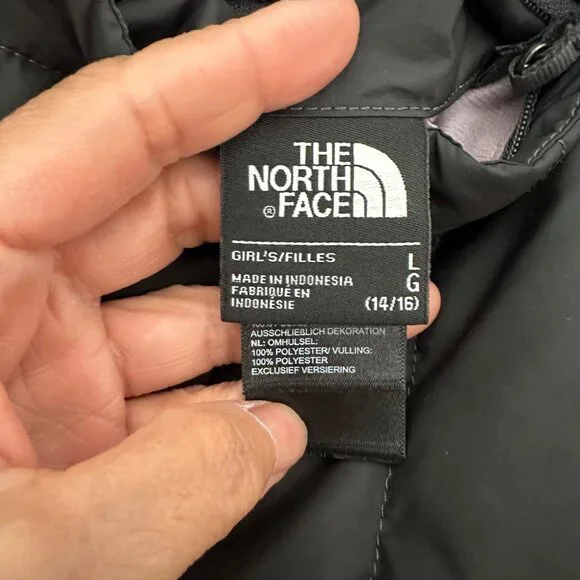 THE
NORTH
® FACE
GIRL'S/FILLES
L
G
MADE IN INDONESIA
FABRIQUÉ EN
INDONÉSIE
(14/16)
AUSSCHLIEßLICH DEKORATION
NL: OMHULSEL:
100% POLYESTER/ VULLING:
100% POLYESTER
EXCLUSIEF VERSIERING